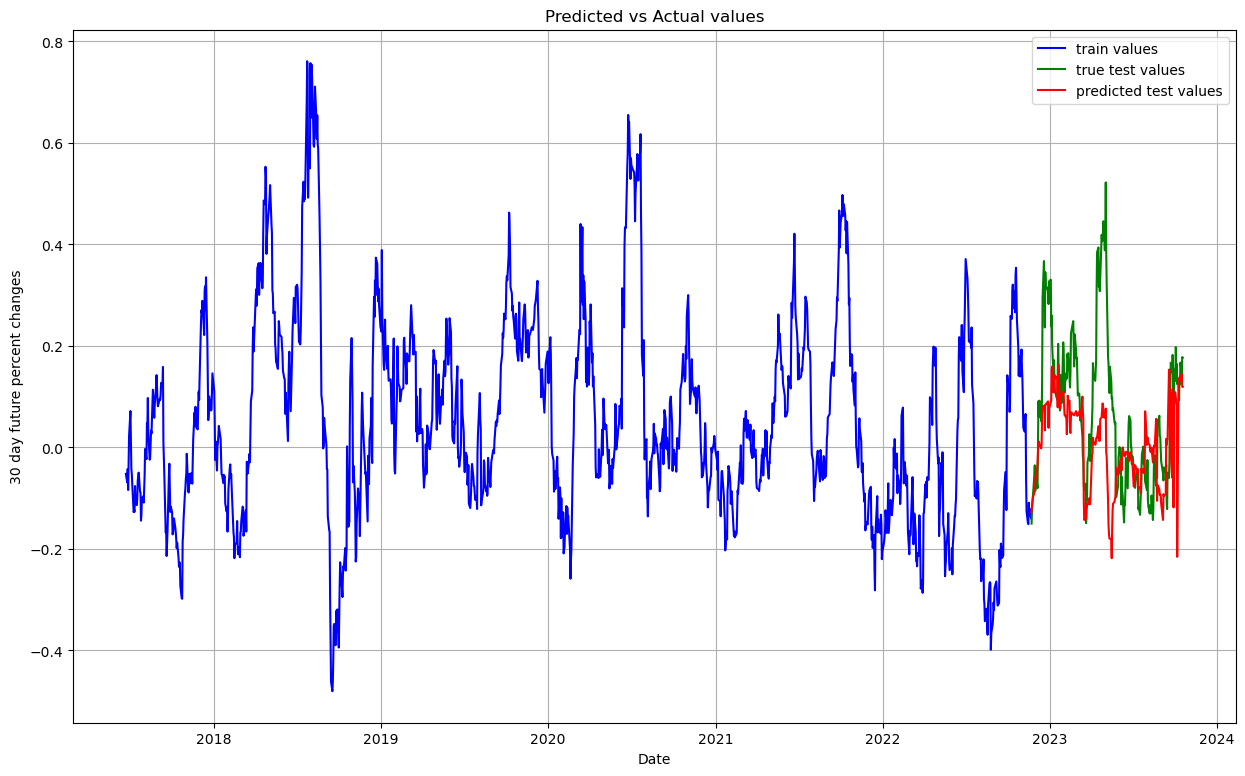 Predicted vs Actual values
train values
true test values
predicted test values
30 day future percent changes
0.8
0.6
0.4
0.2
0.0
−0.2
−0.4
2018
2019
2020
2021
2022
2023
2024
Date